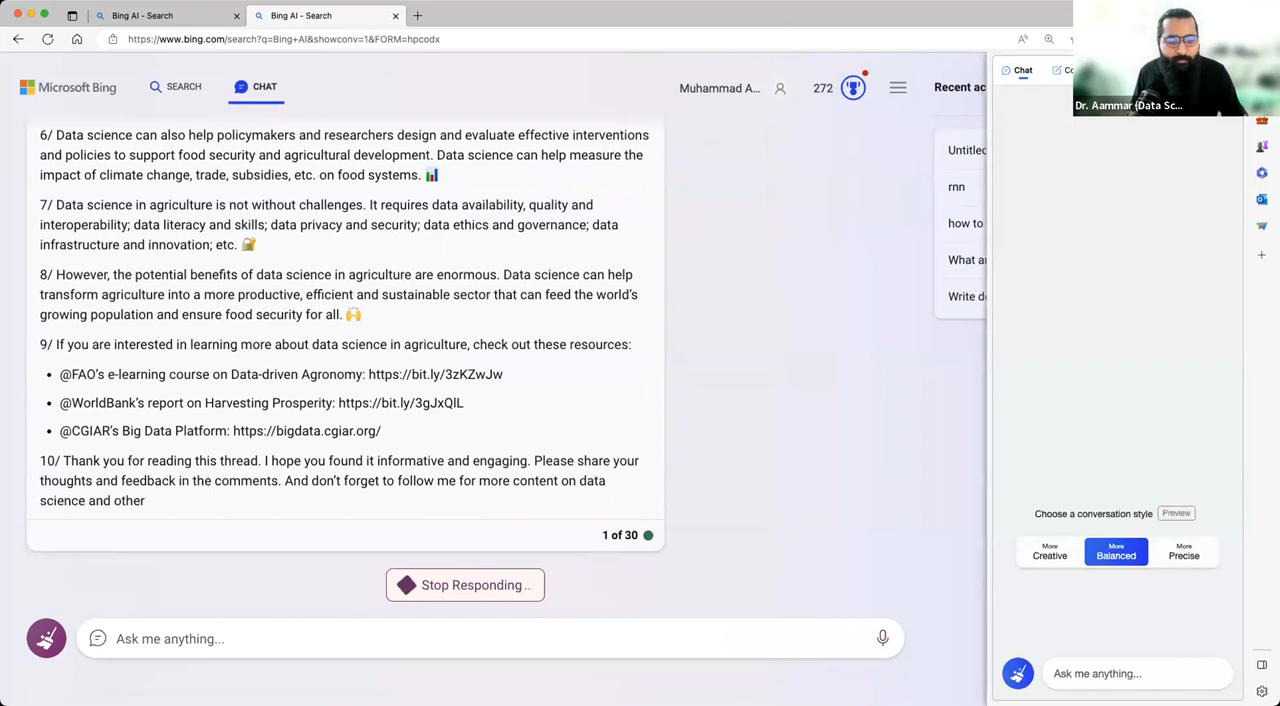 Bing AI - Search
Bing AI - Search
https://www.bing.com/search?q=Bing+AI&showconv=1&FORM=hpcodx
Microsoft Bing
SEARCH
CHAT
Muhammad A...
272
Recent ac
Chat
Co
Dr. Aammar (Data Sc...
6/ Data science can also help policymakers and researchers design and evaluate effective interventions
and policies to support food security and agricultural development. Data science can help measure the
impact of climate change, trade, subsidies, etc. on food systems. 📊
7/ Data science in agriculture is not without challenges. It requires data availability, quality and
interoperability; data literacy and skills; data privacy and security; data ethics and governance; data
infrastructure and innovation; etc. 🔐
8/ However, the potential benefits of data science in agriculture are enormous. Data science can help
transform agriculture into a more productive, efficient and sustainable sector that can feed the world's
growing population and ensure food security for all. 🙌
9/ If you are interested in learning more about data science in agriculture, check out these resources:
• @FAO's e-learning course on Data-driven Agronomy: https://bit.ly/3zKZwJw
• @WorldBank's report on Harvesting Prosperity: https://bit.ly/3gJxQlL
• @CGIAR's Big Data Platform: https://bigdata.cgiar.org/
10/ Thank you for reading this thread. I hope you found it informative and engaging. Please share your
thoughts and feedback in the comments. And don't forget to follow me for more content on data
science and other
1 of 30
Stop Responding...
Ask me anything...
Untitled
rnn
how to
What a
Write d
Choose a conversation style
Preview
More
Creative
More
Balanced
More
Precise
Ask me anything...